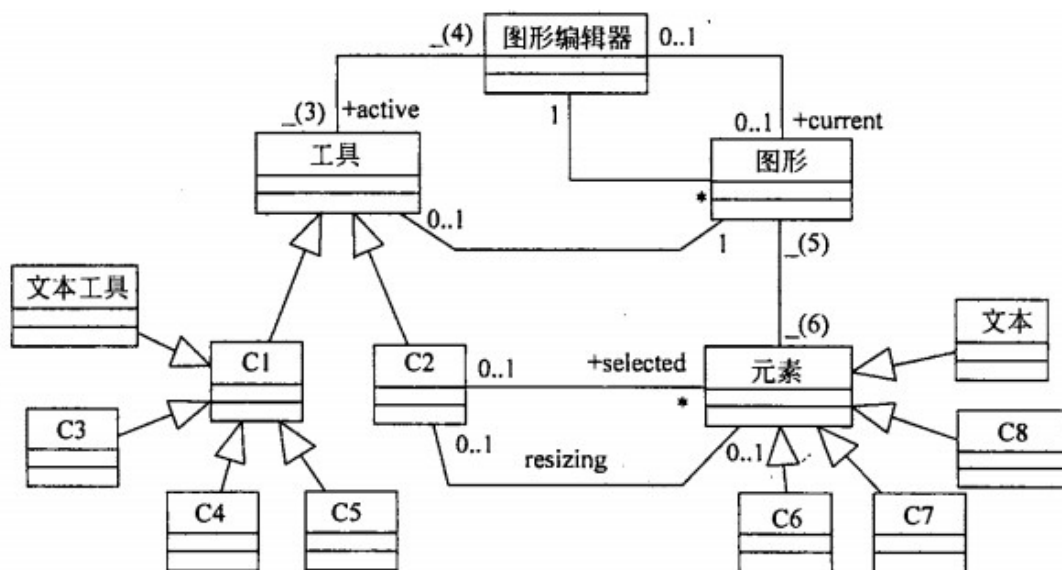 _(4)
图形编辑器
0..1
_(3)
+active
1
0..1
+current
工具
图形
*
0..1
1
_(5)
文本工具
_(6)
文本
C1
C2
0..1
+selected
*
元素
C3
0..1
resizing
0..1
C8
C4
C5
C6
C7